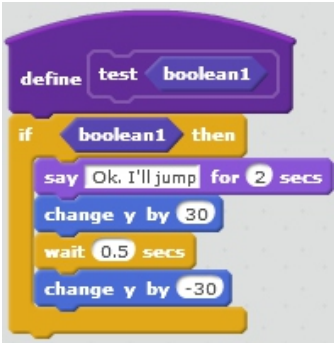 define test boolean1
if boolean1 then
say Ok. I'll jump for 2 secs
change y by 30
wait 0.5 secs
change y by -30